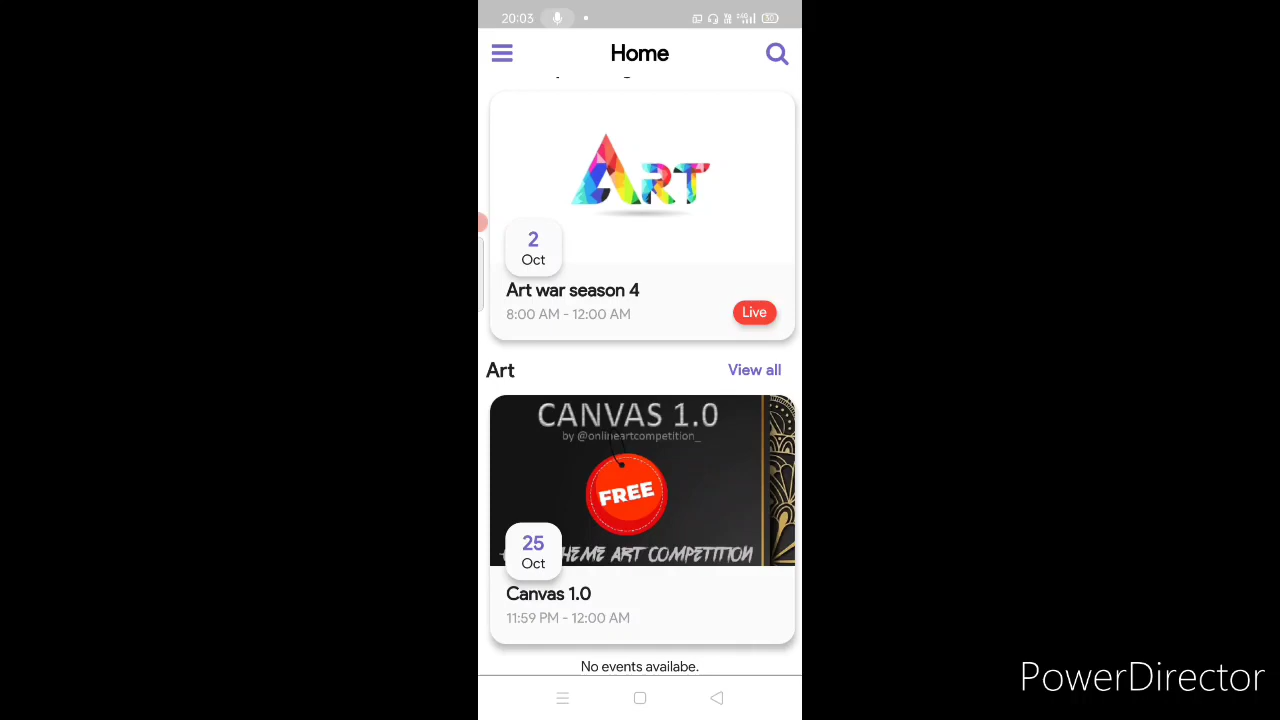 20:03
50
Home
ART
2
Oct
Art war season 4
8:00 AM - 12:00 AM
Live
Art
View all
CANVAS 1.0
by @onlineartcompetition_
FREE
HEME ART COMPETITION
25
Oct
Canvas 1.0
11:59 PM - 12:00 AM
No events availabe.
PowerDirector